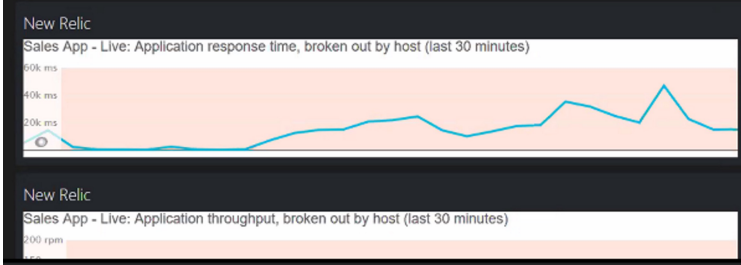 New Relic
Sales App - Live: Application response time, broken out by host (last 30 minutes)
60k ms
40k ms
20k ms
New Relic
Sales App - Live: Application throughput, broken out by host (last 30 minutes)
200 rpm